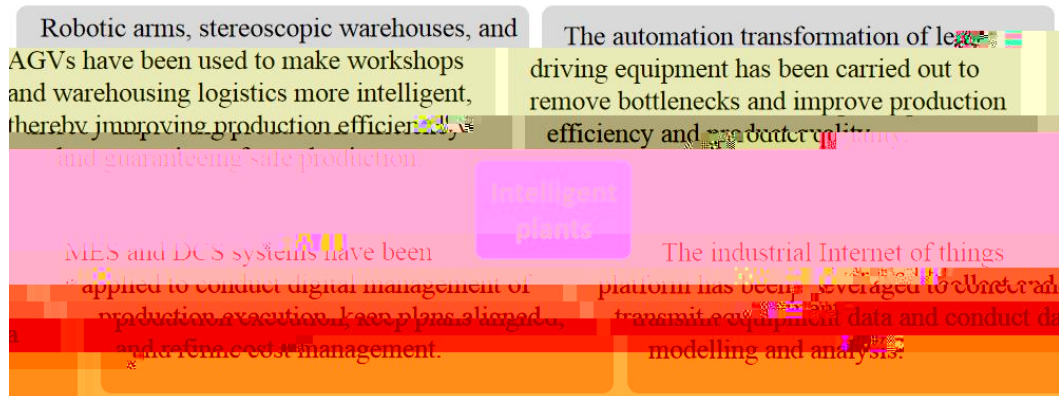 Robotic arms, stereoscopic warehouses, and
AGVs have been used to make workshops
and warehousing logistics more intelligent,
thereby improving production efficiency
and guaranteeing safe production.
The automation transformation of
driving equipment has been carried out to
remove bottlenecks and improve production
efficiency and product quality.
Intelligent
plants
MES and DCS systems have been
applied to conduct digital management of
production execution, keep plans aligned,
and refine cost management.
The industrial Internet of things
platform has been leveraged to
transmit equipment data and conduct
modelling and analysis.